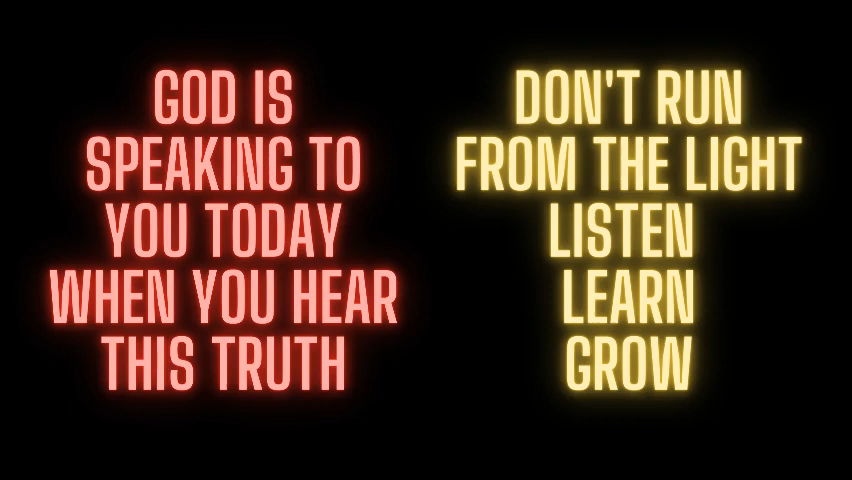 GOD IS
SPEAKING TO
YOU TODAY
WHEN YOU HEAR
THIS TRUTH
DON'T RUN
FROM THE LIGHT
LISTEN
LEARN
GROW